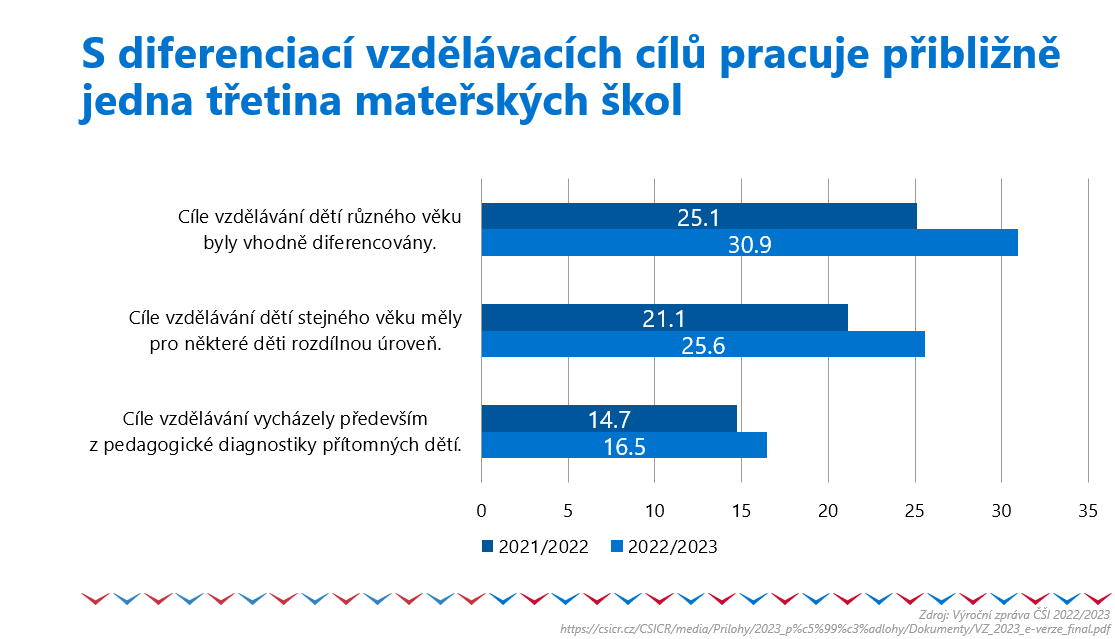 S diferenciací vzdělávacích cílů pracuje přibližně
jedna třetina mateřských škol
Cíle vzdělávání dětí různého věku
byly vhodně diferencovány.
25.1
30.9
Cíle vzdělávání dětí stejného věku měly
pro některé děti rozdílnou úroveň.
21.1
25.6
Cíle vzdělávání vycházely především
z pedagogické diagnostiky přítomných dětí.
14.7
16.5
0 5 10 15 20 25 30 35
2021/2022 2022/2023
Zdroj: Výroční zpráva ČŠI 2022/2023
https://csicr.cz/CSICR/media/Prilohy/2023_p%c5%99%c3%adlohy/Dokumenty/VZ_2023_e-verze_final.pdf